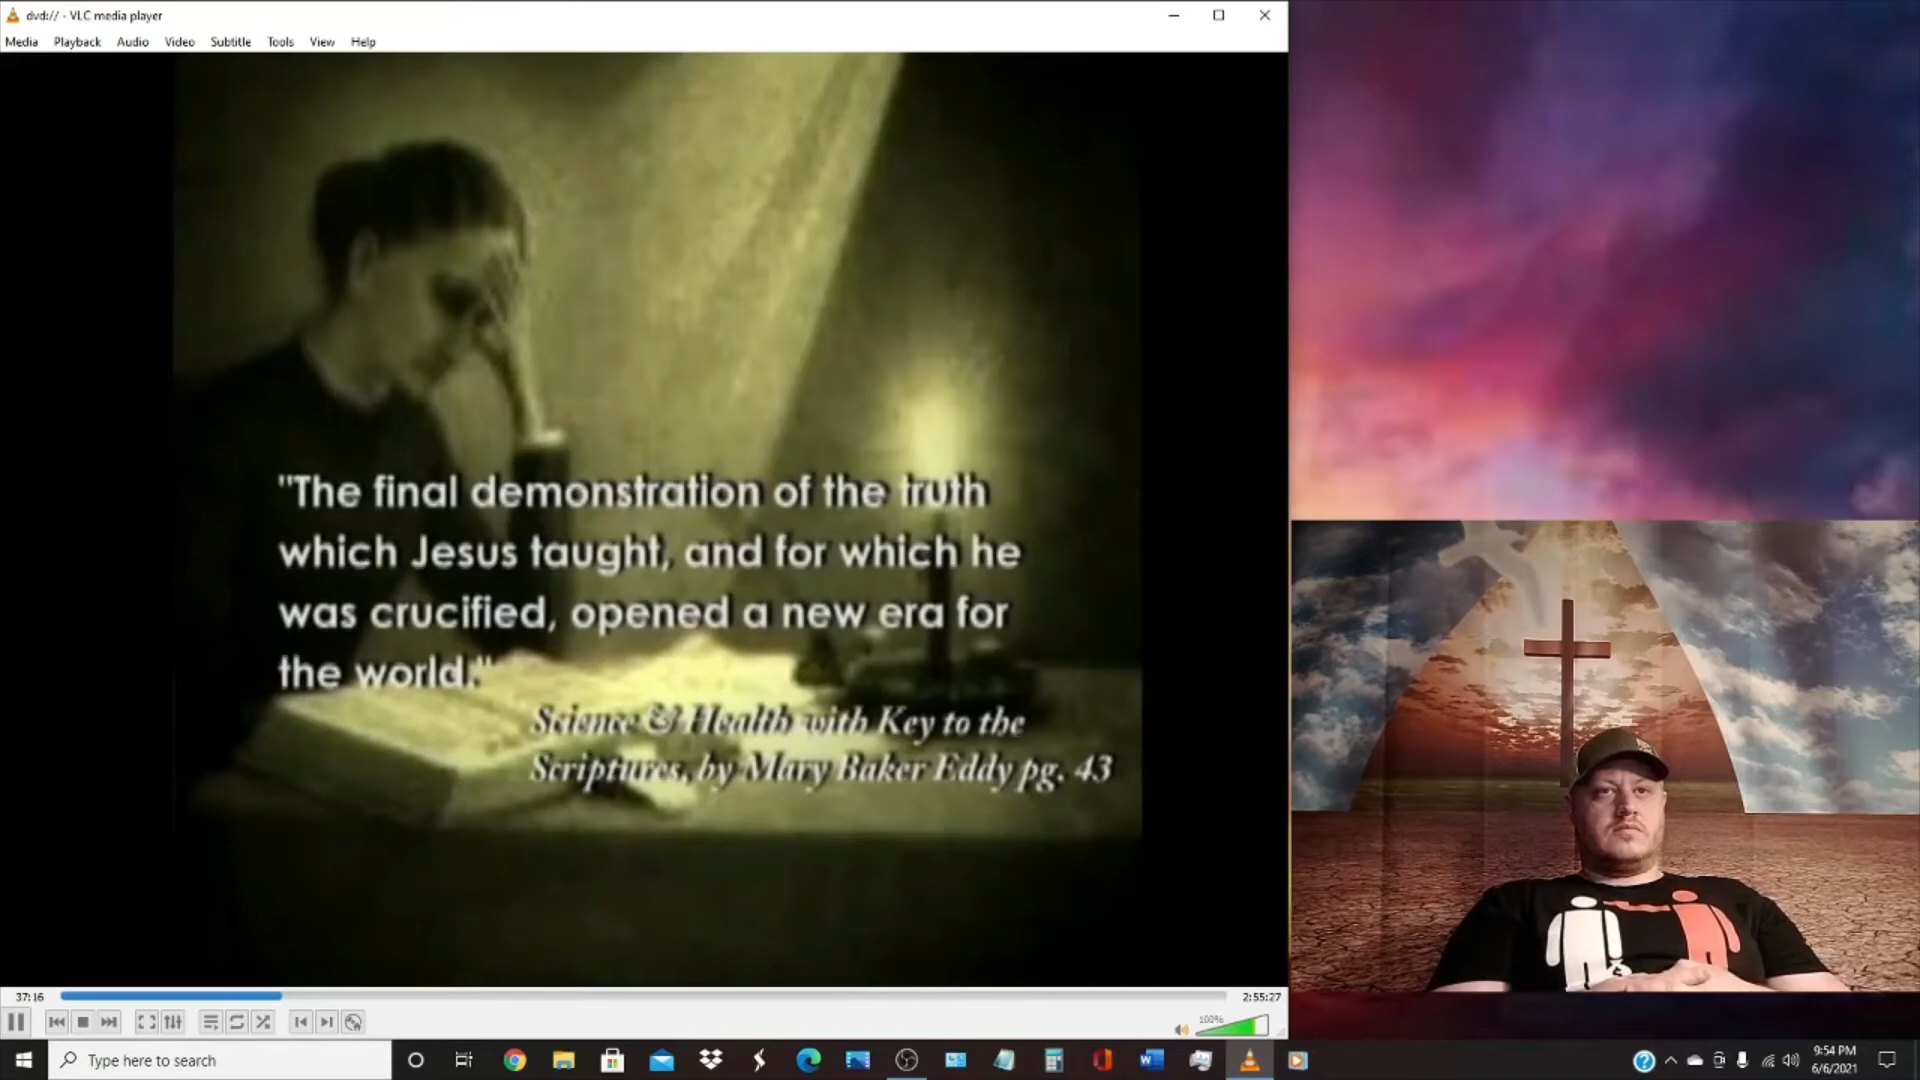 dvd:// - VLC media player
Media Playback Audio Video Subtitle Tools View Help
"The final demonstration of the truth
which Jesus taught, and for which he
was crucified, opened a new era for
the world."
Science & Health with Key to the
Scriptures, by Mary Baker Eddy pg. 43
37:16
2:55:27
100%
Type here to search
9:54 PM
6/6/2021